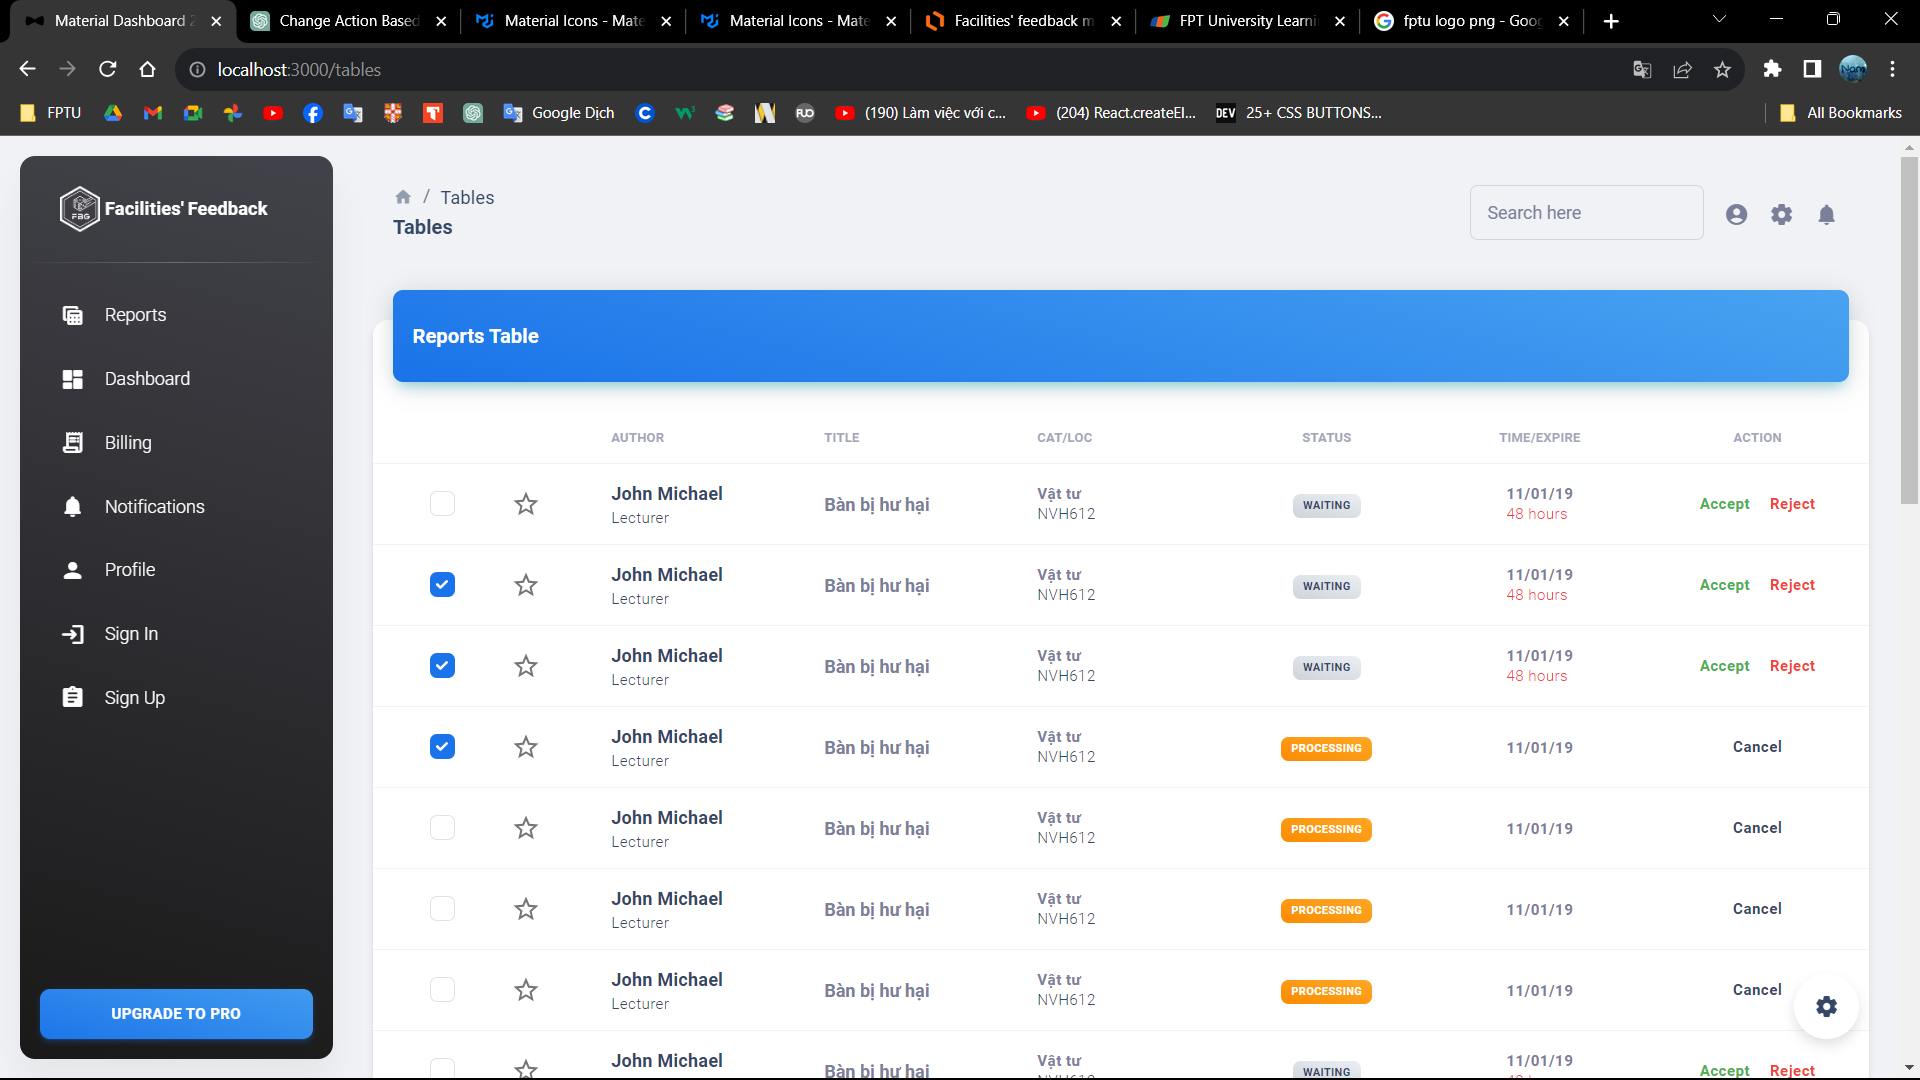 Material Dashboard 2
Change Action Based
Material Icons - Mate
Material Icons - Mate
Facilities' feedback m
FPT University Learni
fptu logo png - Goog
localhost:3000/tables
FPTU
Google Dịch
(190) Làm việc với c...
(204) React.createEl...
DEV
25+ CSS BUTTONS...
All Bookmarks
FBG
Facilities' Feedback
Reports
Dashboard
Billing
Notifications
Profile
Sign In
Sign Up
UPGRADE TO PRO
/ Tables
Tables
Search here
Reports Table
AUTHOR TITLE CAT/LOC STATUS TIME/EXPIRE ACTION
John Michael Bàn bị hư hại Vật tư WAITING 11/01/19 Accept Reject
Lecturer NVH612 48 hours
John Michael Bàn bị hư hại Vật tư WAITING 11/01/19 Accept Reject
Lecturer NVH612 48 hours
John Michael Bàn bị hư hại Vật tư WAITING 11/01/19 Accept Reject
Lecturer NVH612 48 hours
John Michael Bàn bị hư hại Vật tư PROCESSING 11/01/19 Cancel
Lecturer NVH612
John Michael Bàn bị hư hại Vật tư PROCESSING 11/01/19 Cancel
Lecturer NVH612
John Michael Bàn bị hư hại Vật tư PROCESSING 11/01/19 Cancel
Lecturer NVH612
John Michael Bàn bị hư hại Vật tư PROCESSING 11/01/19 Cancel
Lecturer NVH612
John Michael Bàn bị hư hại Vật tư WAITING 11/01/19 Accept Reject